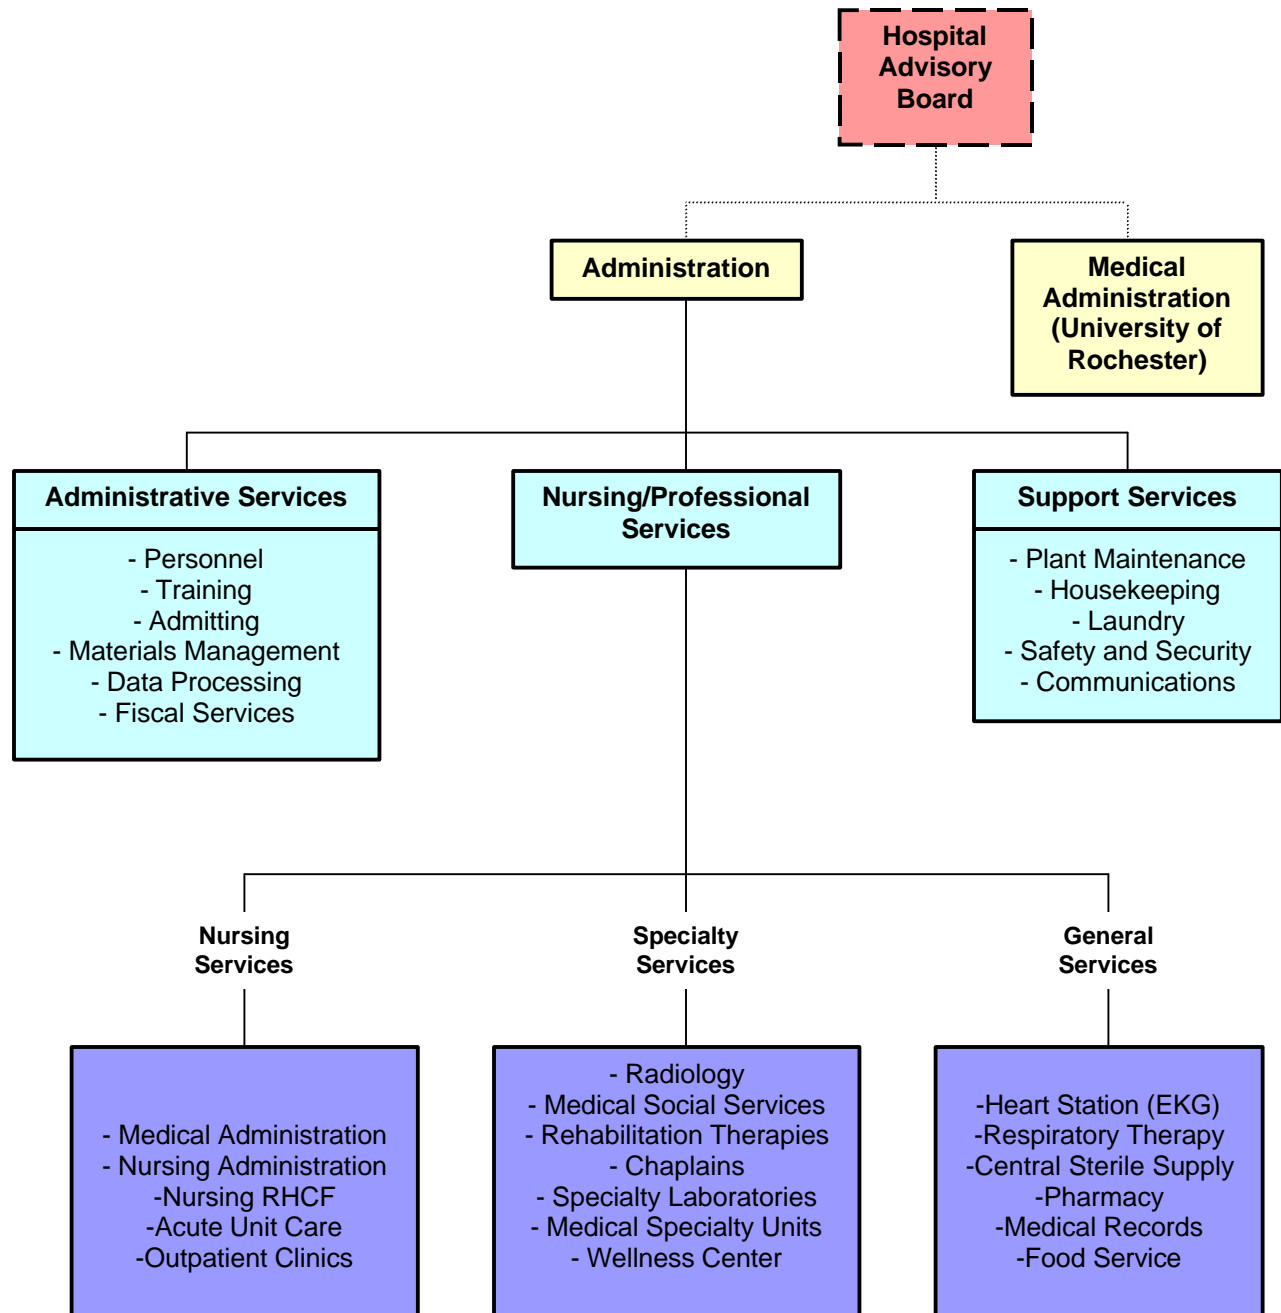 Hospital
Advisory
Board
Administration
Medical
Administration
(University of
Rochester)
Administrative Services
- Personnel
- Training
- Admitting
- Materials Management
- Data Processing
- Fiscal Services
Nursing/Professional
Services
Support Services
- Plant Maintenance
- Housekeeping
- Laundry
- Safety and Security
- Communications
Nursing
Services
Specialty
Services
General
Services
- Medical Administration
- Nursing Administration
-Nursing RHCF
-Acute Unit Care
-Outpatient Clinics
- Radiology
- Medical Social Services
- Rehabilitation Therapies
- Chaplains
- Specialty Laboratories
- Medical Specialty Units
- Wellness Center
-Heart Station (EKG)
-Respiratory Therapy
-Central Sterile Supply
-Pharmacy
-Medical Records
-Food Service